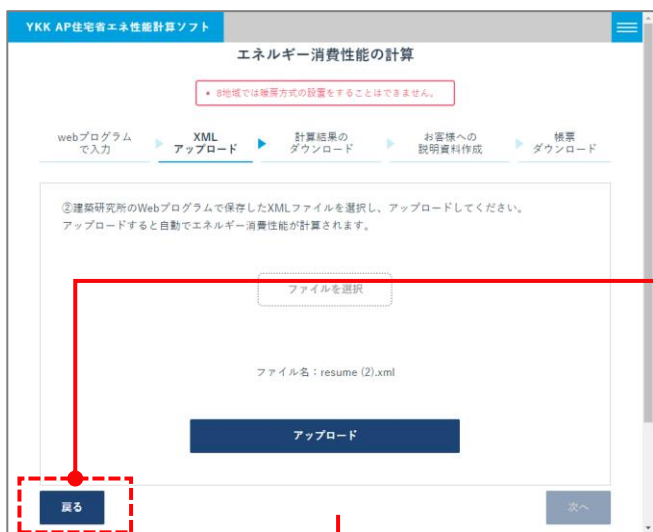 YKK AP住宅省エネ性能計算ソフト
エネルギー消費性能の計算
• 8地域では暖房方式の設置をすることはできません。
webプログラム
で入力
XML
アップロード
計算結果の
ダウンロード
お客様への
説明資料作成
帳票
ダウンロード
②建築研究所のWebプログラムで保存したXMLファイルを選択し、アップロードしてください。
アップロードすると自動でエネルギー消費性能が計算されます。
ファイルを選択
ファイル名：resume (2).xml
アップロード
戻る
次へ